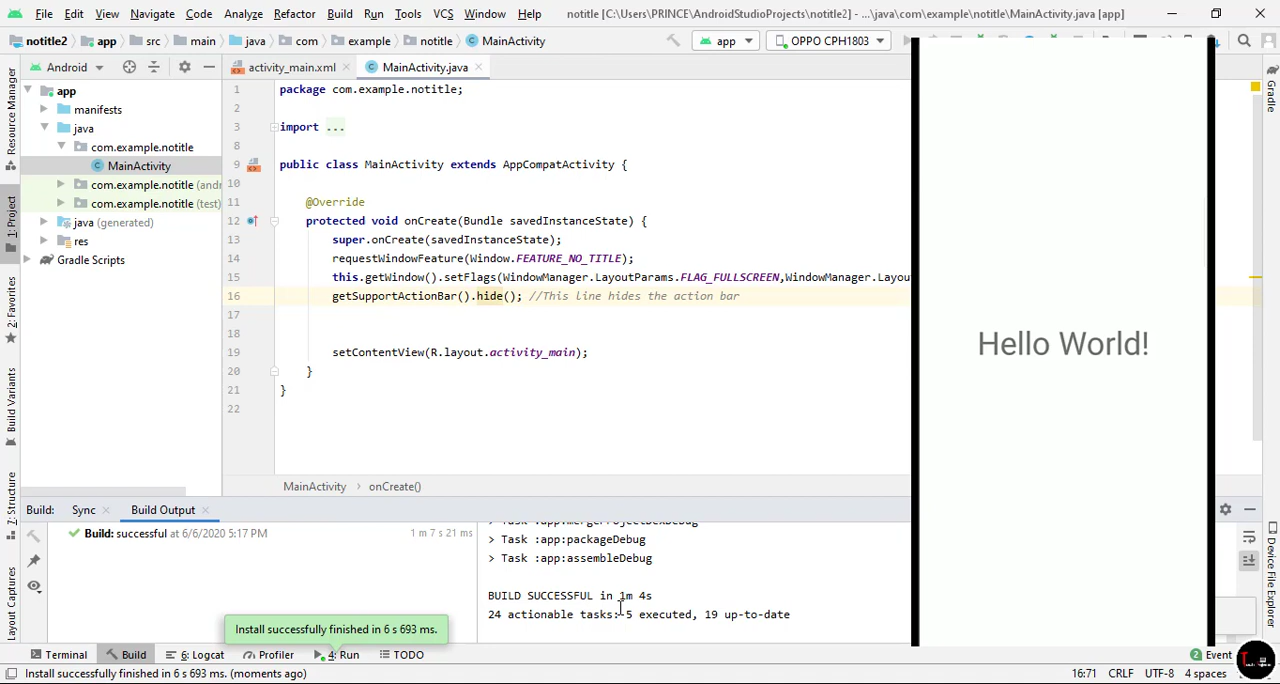 File Edit View Navigate Code Analyze Refactor Build Run Tools VCS Window Help notitle [C:\Users\PRINCE\AndroidStudioProjects\notitle2] - ...\java\com\example\notitle\MainActivity.java [app]
notitle2 app src main java com example notitle MainActivity app OPPO CPH1803
Android activity_main.xml MainActivity.java
app
manifests
java
com.example.notitle
MainActivity
com.example.notitle (andr
com.example.notitle (test)
java (generated)
res
Gradle Scripts
Resource Manager
1: Project
2: Favorites
Build Variants
7: Structure
Layout Captures
1 package com.example.notitle;
2
3 import ...
8
9 public class MainActivity extends AppCompatActivity {
10
11 @Override
12 protected void onCreate(Bundle savedInstanceState) {
13 super.onCreate(savedInstanceState);
14 requestWindowFeature(Window.FEATURE_NO_TITLE);
15 this.getWindow().setFlags(WindowManager.LayoutParams.FLAG_FULLSCREEN,WindowManager.Layou
16 getSupportActionBar().hide(); //This line hides the action bar
17
18
19 setContentView(R.layout.activity_main);
20 }
21 }
22
MainActivity onCreate()
Hello World!
Gradle
Device File Explorer
Build: Sync Build Output
Build: successful at 6/6/2020 5:17 PM 1 m 7 s 21 ms
> Task :app:mergeProjectDexDebug
> Task :app:packageDebug
> Task :app:assembleDebug
BUILD SUCCESSFUL in 1m 4s
24 actionable tasks: 5 executed, 19 up-to-date
Install successfully finished in 6 s 693 ms.
Terminal Build 6: Logcat Profiler 4: Run TODO 2 Event
Install successfully finished in 6 s 693 ms. (moments ago) 16:71 CRLF UTF-8 4 spaces